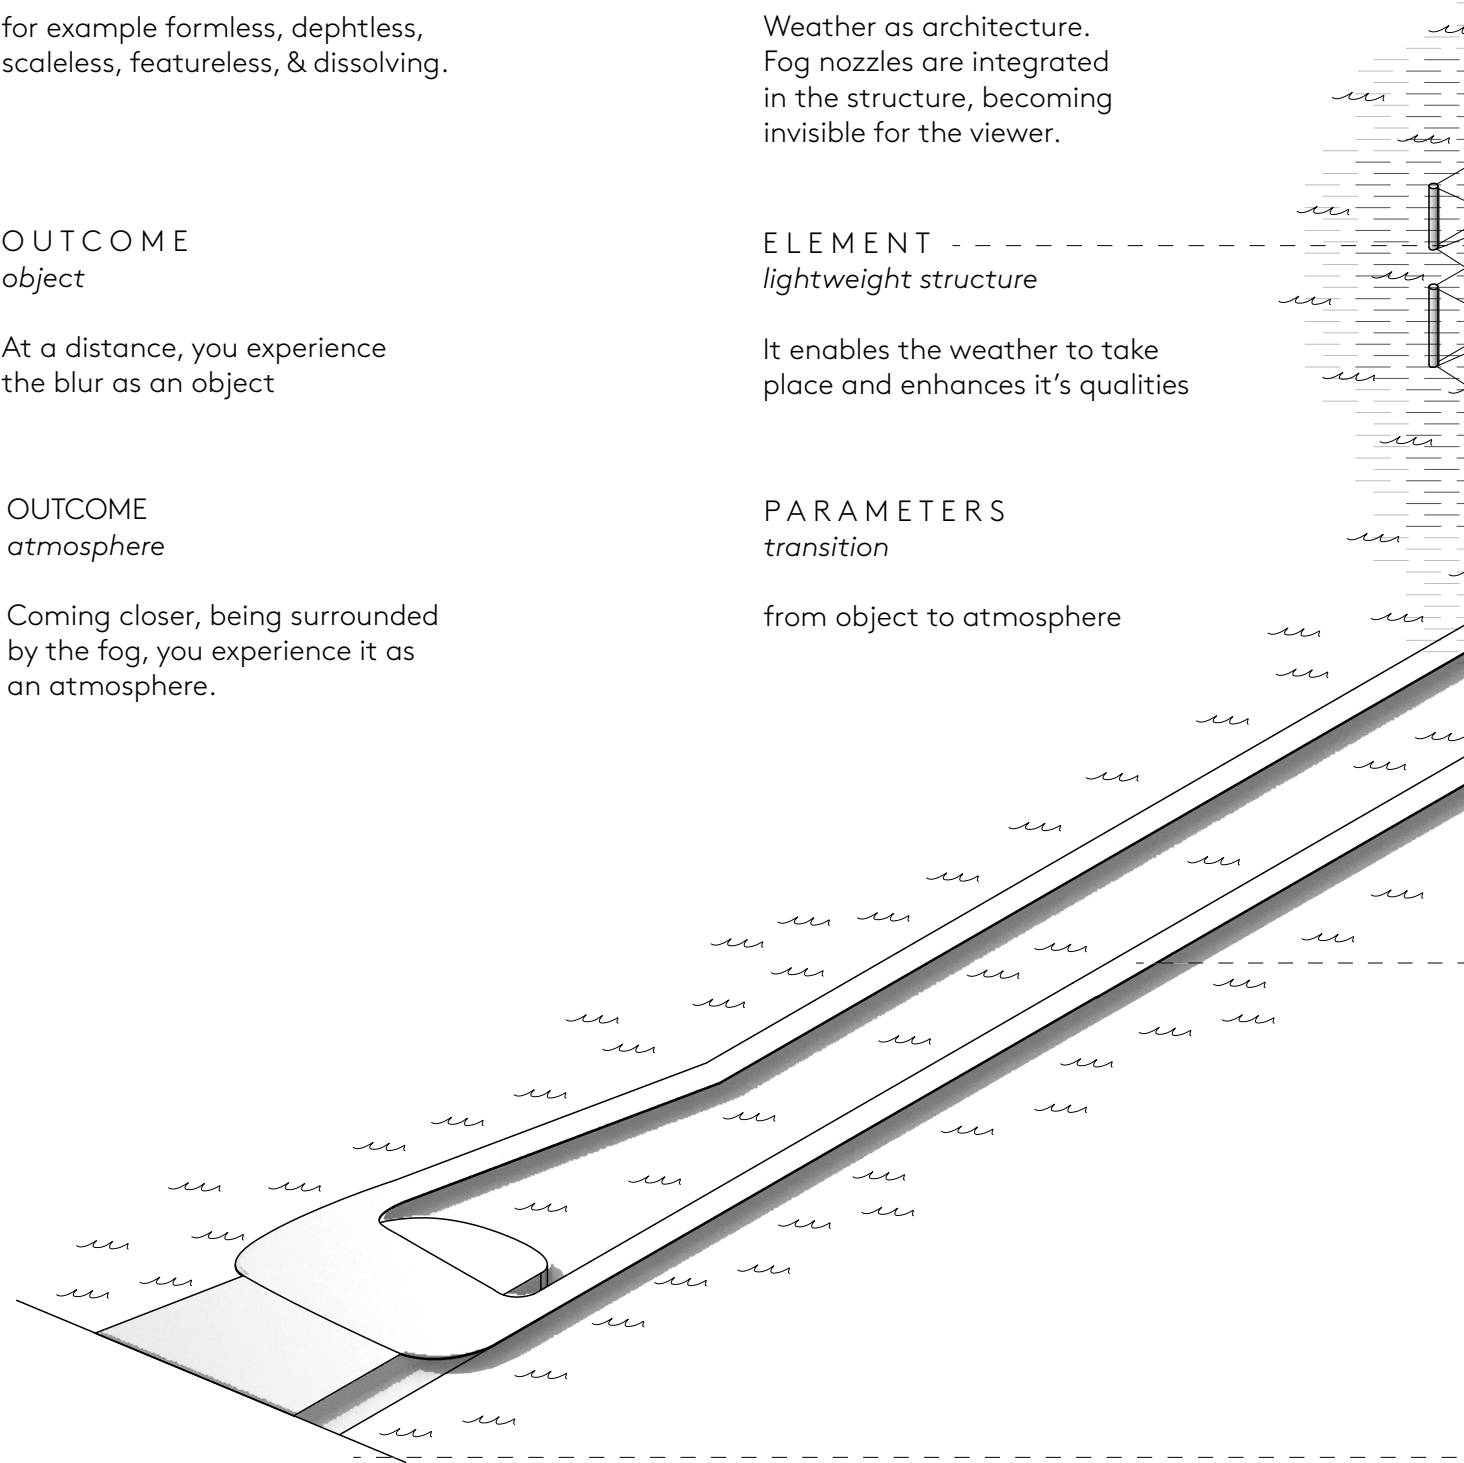 for example formless, dephtless,
scaleless, featureless, & dissolving.
OUTCOME
object
At a distance, you experience
the blur as an object
OUTCOME
atmosphere
Coming closer, being surrounded
by the fog, you experience it as
an atmosphere.
Weather as architecture.
Fog nozzles are integrated
in the structure, becoming
invisible for the viewer.
ELEMENT
lightweight structure
It enables the weather to take
place and enhances it’s qualities
PARAMETERS
transition
from object to atmosphere